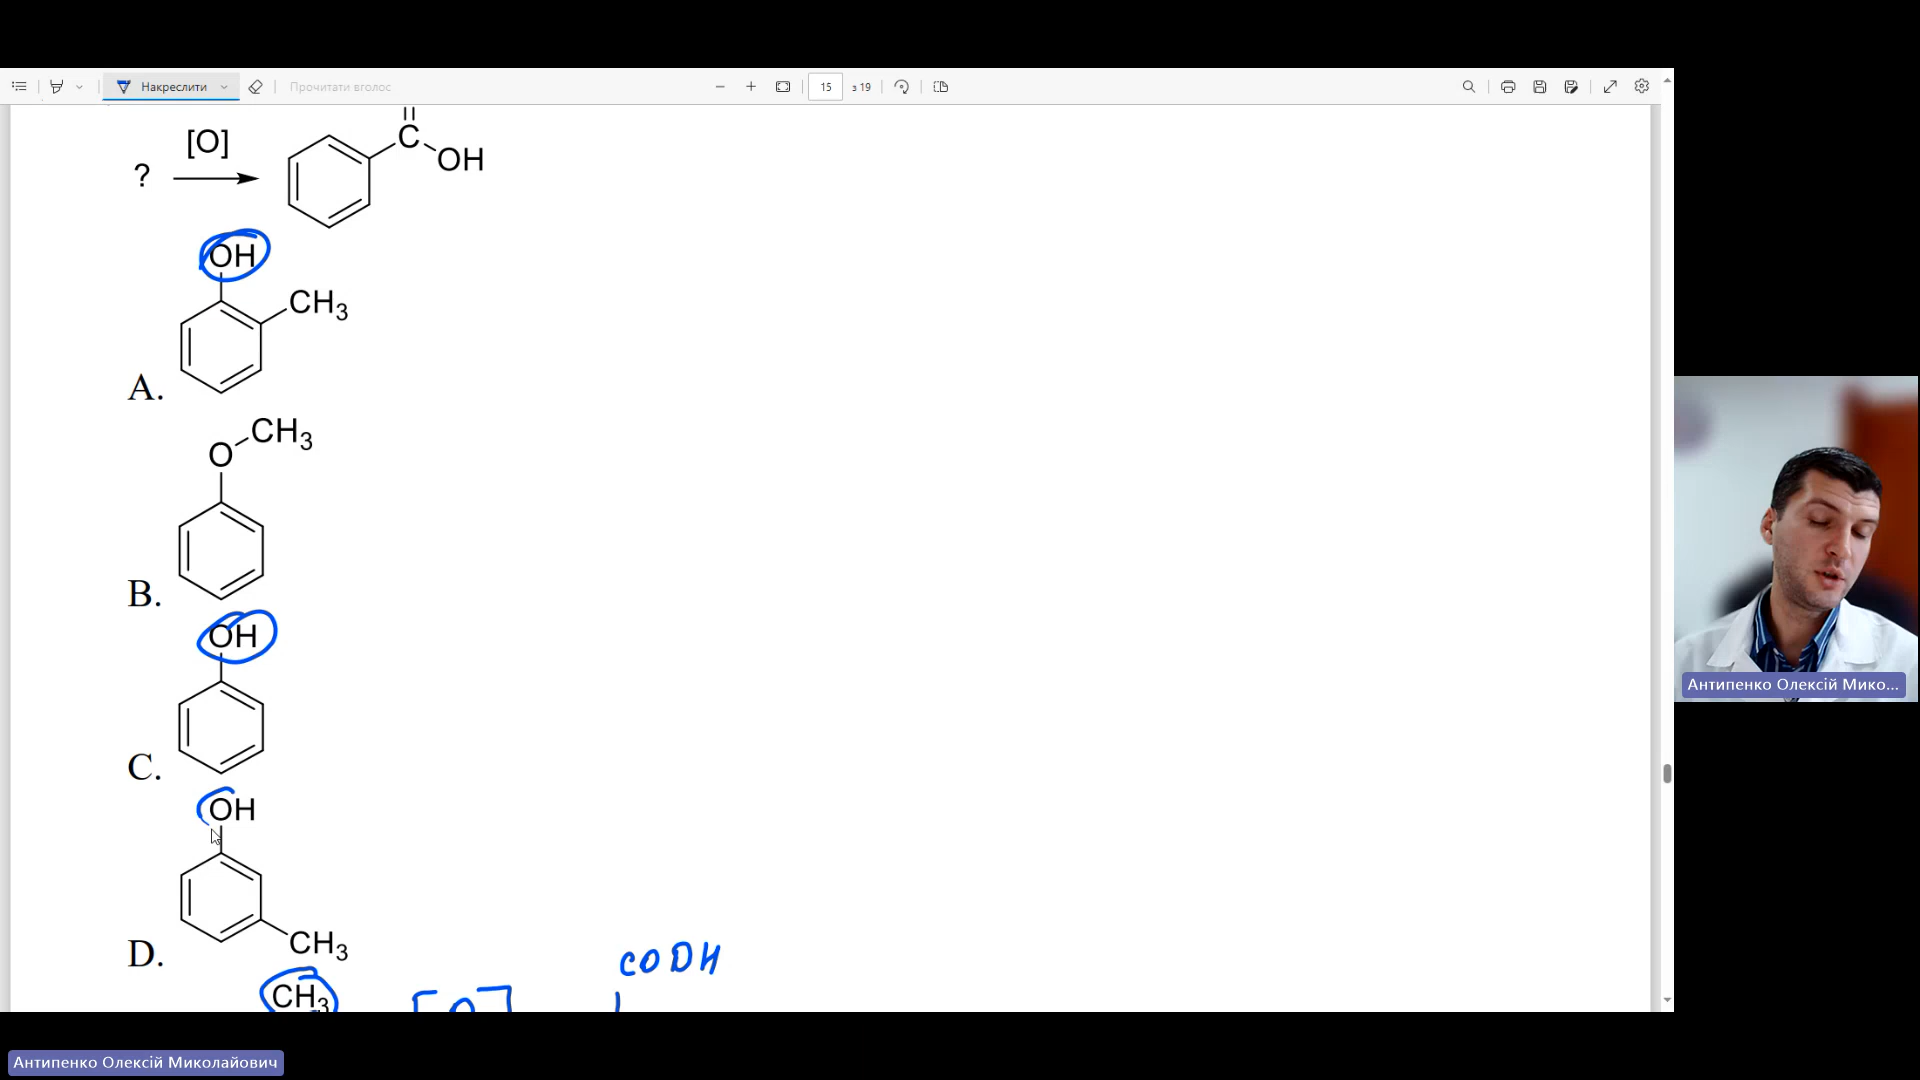 Накреслити
Прочитати вголос
15 з 19
[O]
? C
OH
OH
CH3
A.
CH3
O
B.
OH
C.
OH
CH3
D.
COOH
CH3
[O]
Антипенко Олексій Мико...
Антипенко Олексій Миколайович